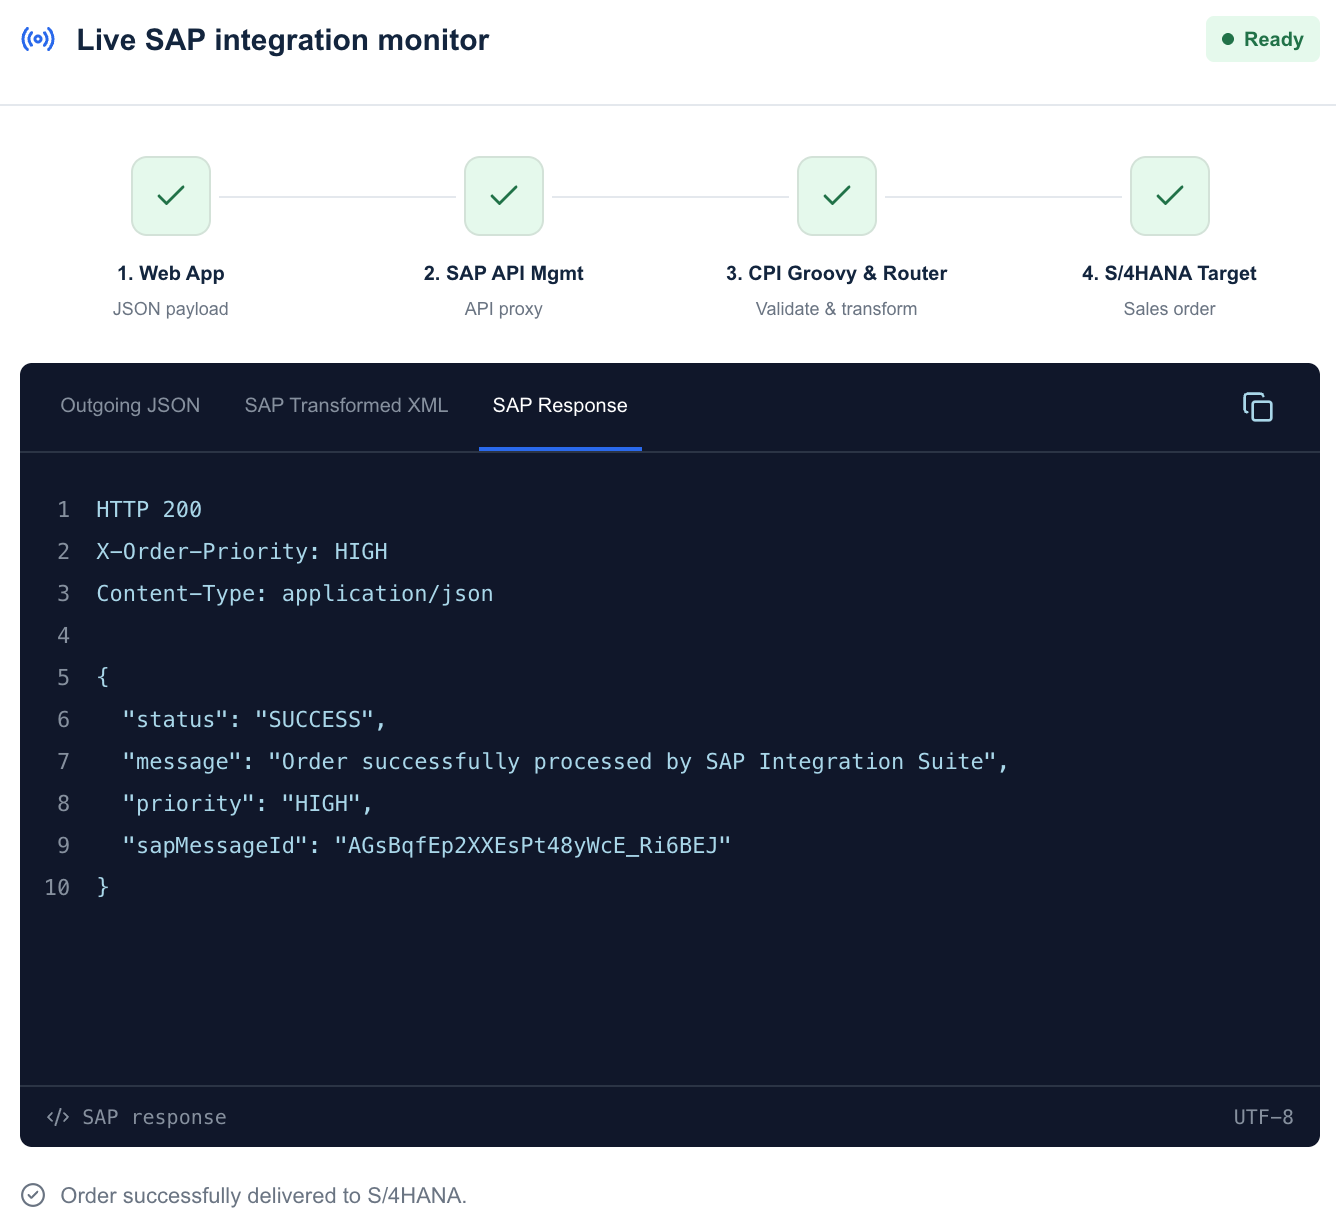 Live SAP integration monitor
Ready
1. Web App
JSON payload
2. SAP API Mgmt
API proxy
3. CPI Groovy & Router
Validate & transform
4. S/4HANA Target
Sales order
Outgoing JSON
SAP Transformed XML
SAP Response
1 HTTP 200
2 X-Order-Priority: HIGH
3 Content-Type: application/json
4
5 {
6   "status": "SUCCESS",
7   "message": "Order successfully processed by SAP Integration Suite",
8   "priority": "HIGH",
9   "sapMessageId": "AGsBqfEp2XXEsPt48yWcE_Ri6BEJ"
10 }
</> SAP response
UTF-8
Order successfully delivered to S/4HANA.